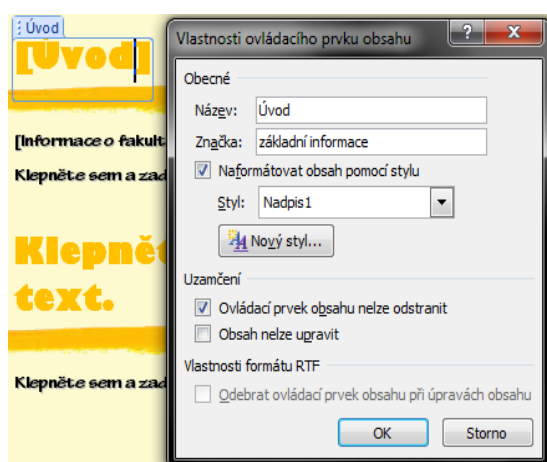 Úvod
[Úvod]
[Informace o fakult
Klepněte sem a zad
Klepně
text.
Klepněte sem a zad
Vlastnosti ovládacího prvku obsahu
Obecné
Název: Úvod
Značka: základní informace
Naformátovat obsah pomocí stylu
Styl: Nadpis1
Nový styl...
Uzamčení
Ovládací prvek obsahu nelze odstranit
Obsah nelze upravit
Vlastnosti formátu RTF
Odebrat ovládací prvek obsahu při úpravách obsahu
OK Storno